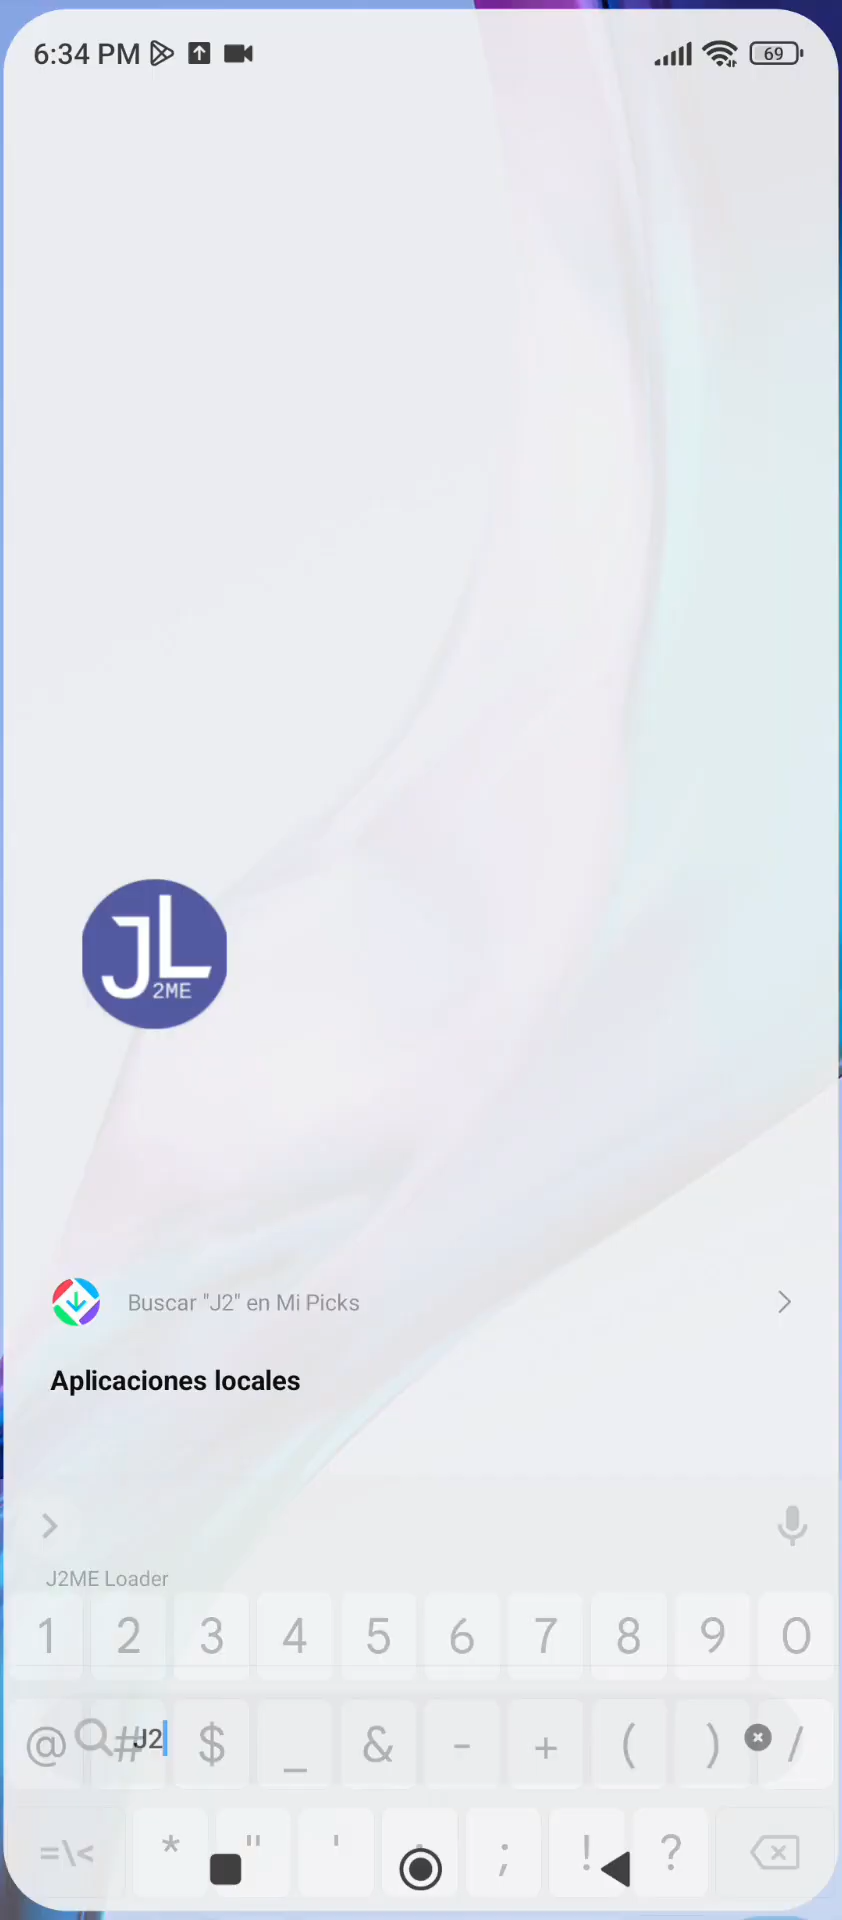 6:34 PM
69
JL
2ME
Buscar "J2" en Mi Picks
Aplicaciones locales
J2ME Loader
1 2 3 4 5 6 7 8 9 0
@ # J2 $ _ & - + ( ) /
=\< * " ' : ; ! ?